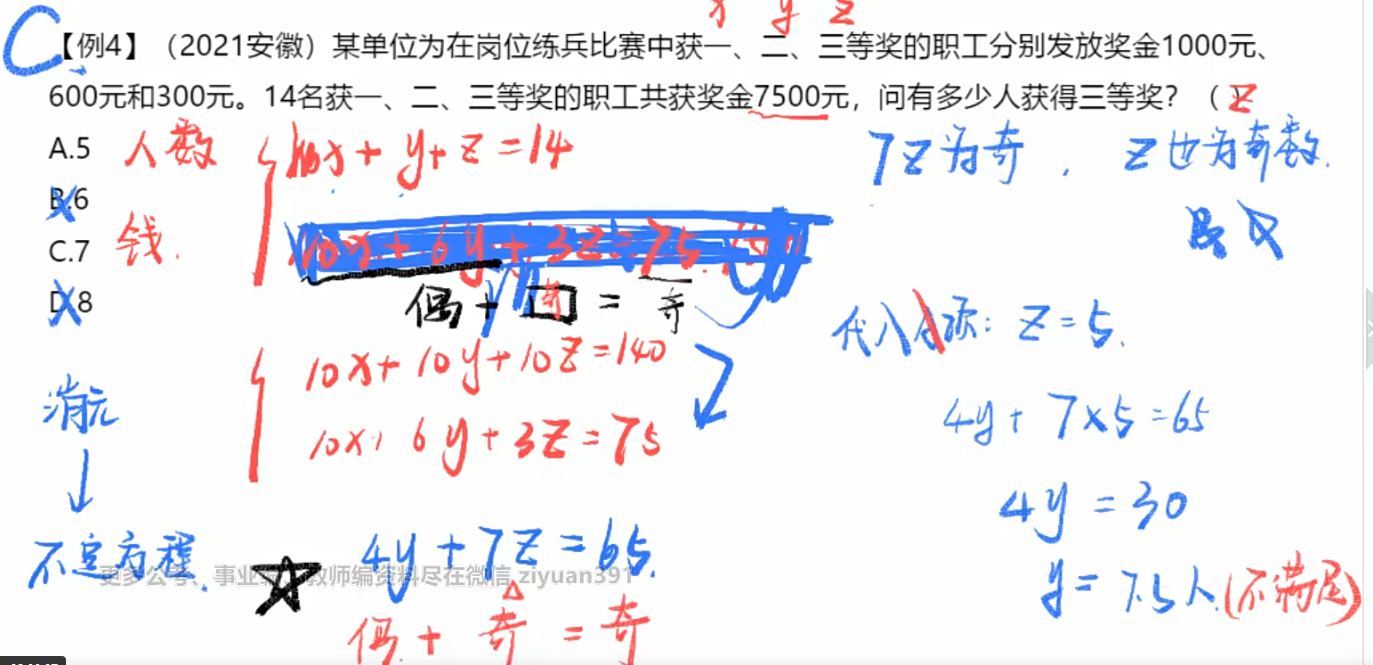 x y z
C
【例4】（2021安徽）某单位为在岗位练兵比赛中获一、二、三等奖的职工分别发放奖金1000元、
600元和300元。14名获一、二、三等奖的职工共获奖金7500元，问有多少人获得三等奖？（ ）
z
A.5
B.6
C.7
D.8
人数
x + y + z = 14
钱.
10x + 6y + 3z = 75
偶 + 奇 = 奇
10x + 10y + 10z = 140
10x + 6y + 3z = 75
消元
↓
不定方程.
4y + 7z = 65.
偶 + 奇 = 奇
7z为奇，z也为奇数.
代入 项: z = 5.
4y + 7×5 = 65
4y = 30
y = 7.5人.(不满足)
更多公考、事业 教师编资料尽在微信 ziyuan391